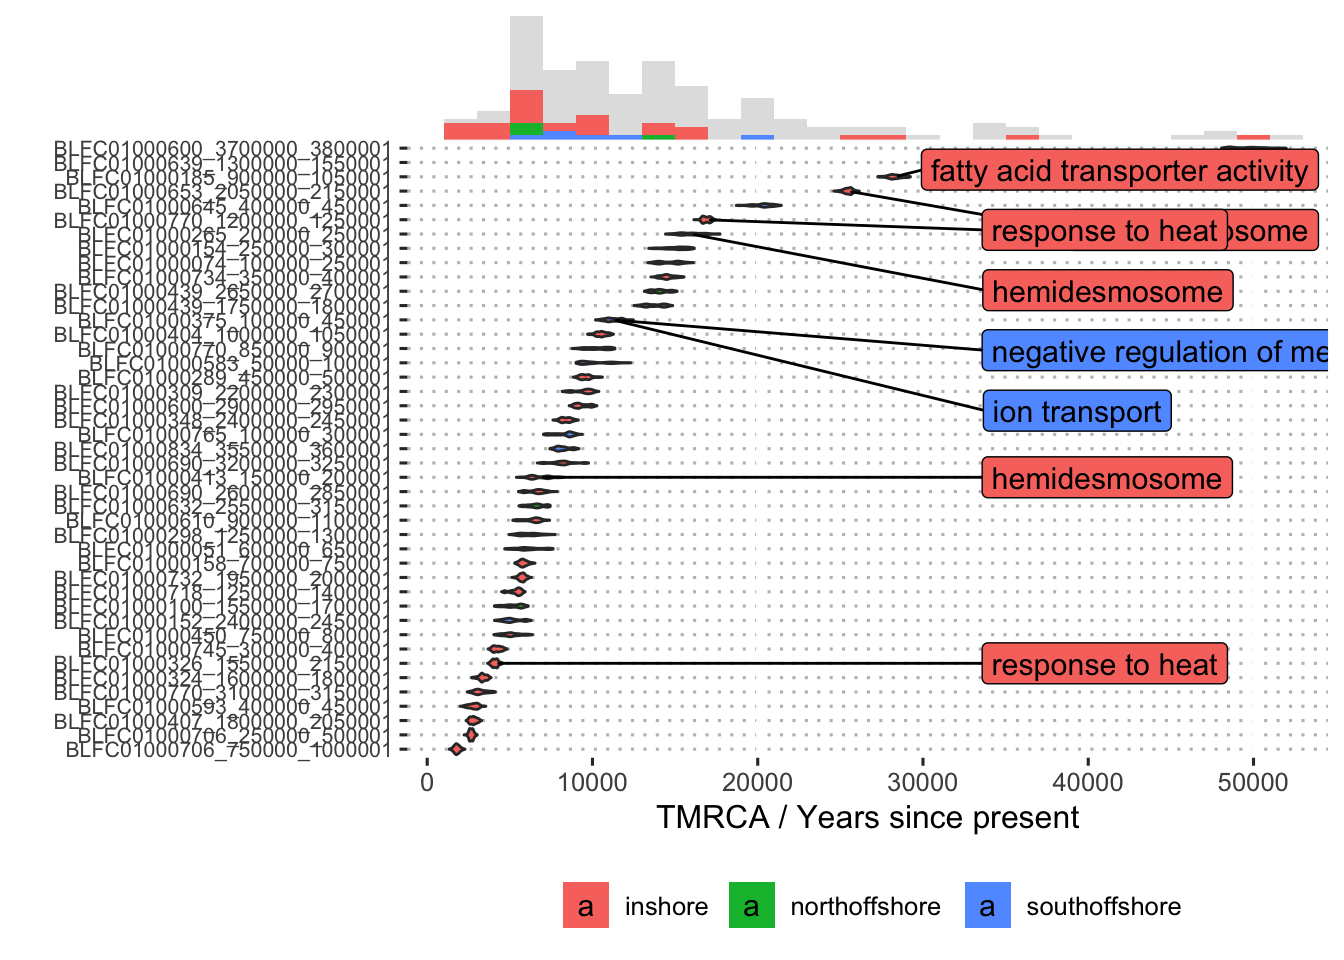 BLFC01000600_3700000_3800001
BLFC01000639_1300000_1550001
BLFC01000185_900000_1050001
fatty acid transporter activity
BLFC01000653_2050000_2150001
BLFC01000645_400000_450001
BLFC01000770_1200000_1250001
response to heat
BLFC01000265_200000_250001
BLFC01000154_250000_350001
BLFC01000074_100000_250001
BLFC01000734_350000_400001
hemidesmosome
BLFC01000439_2650000_2700001
BLFC01000439_1750000_1800001
BLFC01000375_100000_450001
BLFC01000404_1000000_1100001
BLFC01000770_850000_900001
negative regulation of me
BLFC01000583_50000_100001
BLFC01000289_450000_500001
BLFC01000309_2200000_2300001
BLFC01000600_2900000_2950001
ion transport
BLFC01000348_2400000_2450001
BLFC01000765_100000_300001
BLFC01000834_3550000_3600001
BLFC01000690_3200000_3250001
BLFC01000413_150000_200001
hemidesmosome
BLFC01000690_2600000_2850001
BLFC01000632_2550000_3150001
BLFC01000610_900000_1100001
BLFC01000298_1250000_1300001
BLFC01000051_600000_650001
BLFC01000158_700000_750001
BLFC01000732_1950000_2000001
BLFC01000718_1250000_1400001
BLFC01000100_1550000_1700001
BLFC01000152_2400000_2450001
BLFC01000450_750000_800001
BLFC01000745_300000_400001
BLFC01000326_1550000_2150001
response to heat
BLFC01000324_1600000_1800001
BLFC01000770_3100000_3150001
BLFC01000593_400000_450001
BLFC01000407_1800000_2050001
BLFC01000706_250000_500001
BLFC01000706_750000_1000001
0 10000 20000 30000 40000 50000
TMRCA / Years since present
a inshore a northoffshore a southoffshore